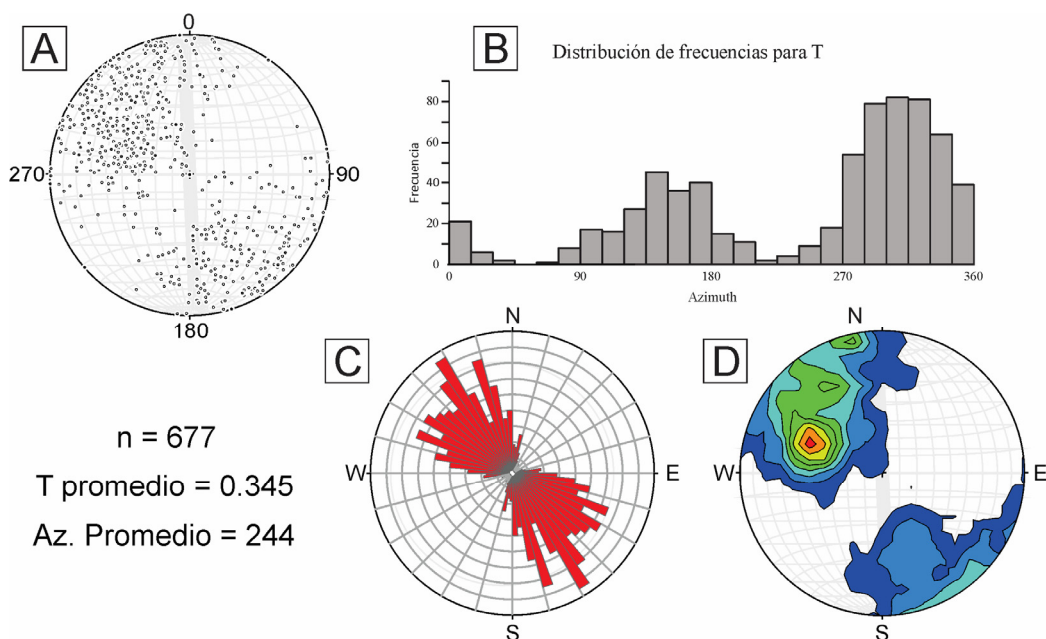 A
0
270
90
180
B
Distribución de frecuencias para T
Frecuencia
80
60
40
20
0
0
90
180
270
360
Azimuth
n = 677
T promedio = 0.345
Az. Promedio = 244
C
N
W
E
S
D
N
W
E
S